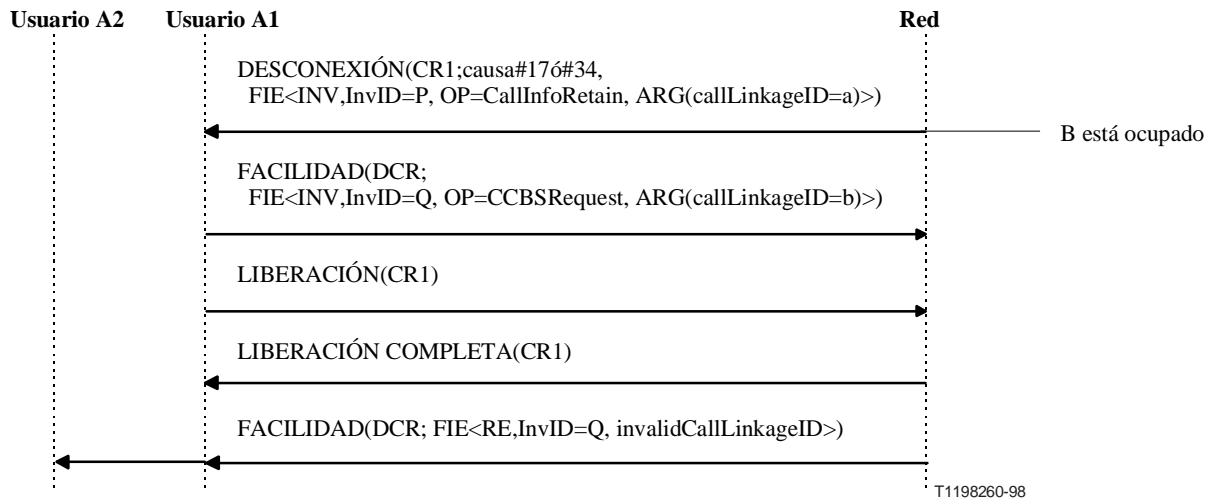 Usuario A2 Usuario A1 Red
DESCONEXIÓN(CR1;causa#17ó#34,
FIE<INV,InvID=P, OP=CallInfoRetain, ARG(callLinkageID=a)>)
B está ocupado
FACILIDAD(DCR;
FIE<INV,InvID=Q, OP=CCBSRequest, ARG(callLinkageID=b)>)
LIBERACIÓN(CR1)
LIBERACIÓN COMPLETA(CR1)
FACILIDAD(DCR; FIE<RE,InvID=Q, invalidCallLinkageID>)
T1198260-98